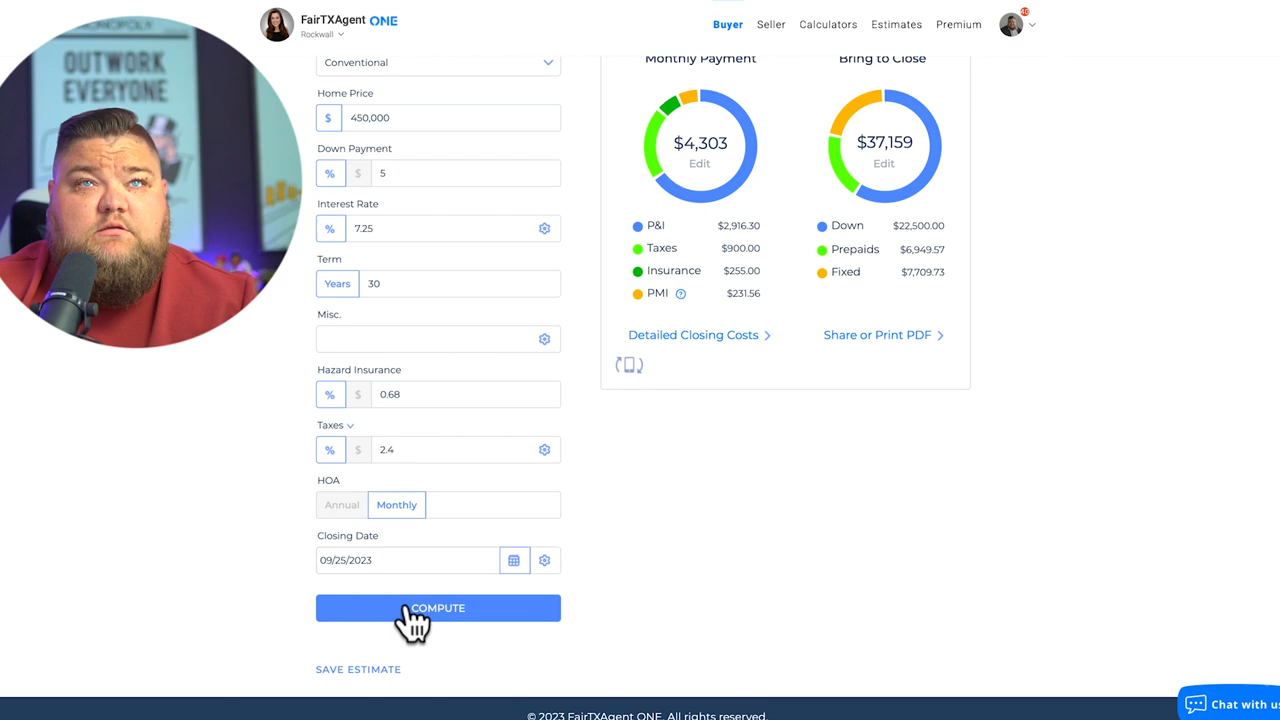 MONOPOLY
OUTWORK
EVERYONE
FairTXAgent ONE
Rockwall
Buyer
Seller
Calculators
Estimates
Premium
40
Conventional
Home Price
$ 450,000
Down Payment
% $ 5
Interest Rate
% 7.25
Term
Years 30
Misc.
Hazard Insurance
% $ 0.68
Taxes
% $ 2.4
HOA
Annual Monthly
Closing Date
09/25/2023
COMPUTE
SAVE ESTIMATE
Monthly Payment
$4,303
Edit
P&I $2,916.30
Taxes $900.00
Insurance $255.00
PMI ? $231.56
Detailed Closing Costs
Bring to Close
$37,159
Edit
Down $22,500.00
Prepaids $6,949.57
Fixed $7,709.73
Share or Print PDF
© 2023 FairTXAgent ONE. All rights reserved.
Chat with us